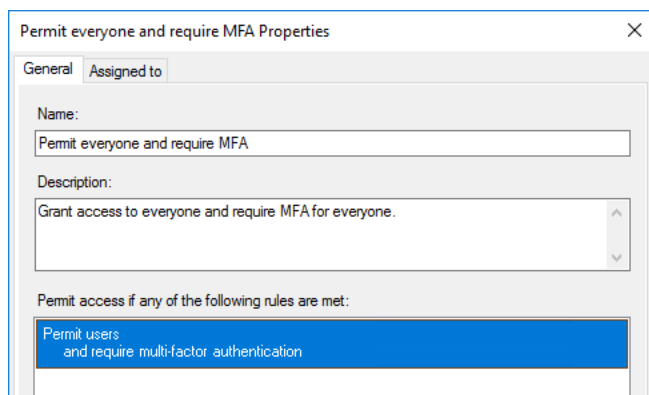 Permit everyone and require MFA Properties
General
Assigned to
Name:
Permit everyone and require MFA
Description:
Grant access to everyone and require MFA for everyone.
Permit access if any of the following rules are met:
Permit users
and require multi-factor authentication